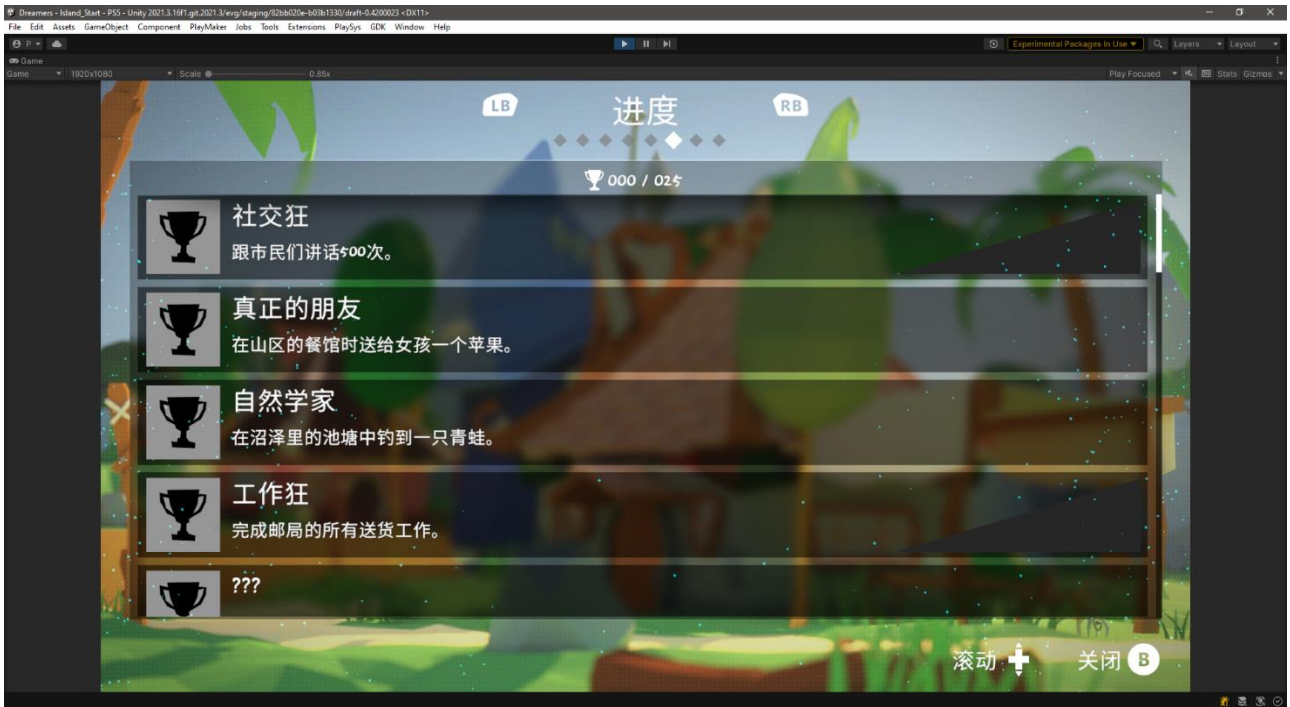 Dreamers - Island_Start - PS5 - Unity 2021.3.16f1.git.2021.3/evg/staging/82bb020e-b03b1330/draft-0.4200023 <DX11>
File Edit Assets GameObject Component PlayMaker Jobs Tools Extensions PlaySys GDK Window Help
P Experimental Packages In Use Layers Layout
Game
Game 1920x1080 Scale 0.86x Play Focused Stats Gizmos
LB 进度 RB
000 / 025
社交狂
跟市民们讲话500次。
真正的朋友
在山区的餐馆时送给女孩一个苹果。
自然学家
在沼泽里的池塘中钓到一只青蛙。
工作狂
完成邮局的所有送货工作。
???
滚动 关闭 B